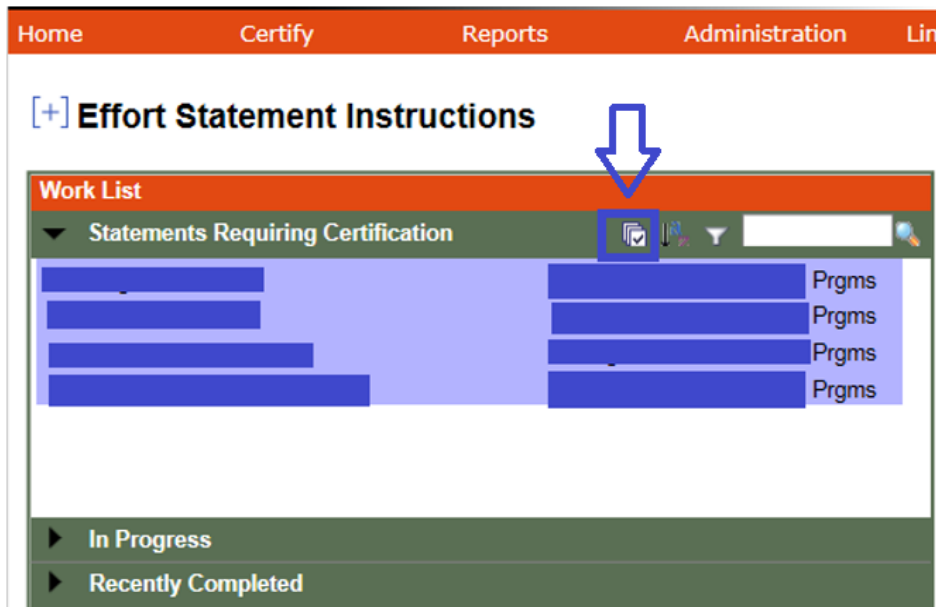 Home Certify Reports Administration Lin
[+] Effort Statement Instructions
Work List
Statements Requiring Certification
Prgms
Prgms
Prgms
Prgms
In Progress
Recently Completed